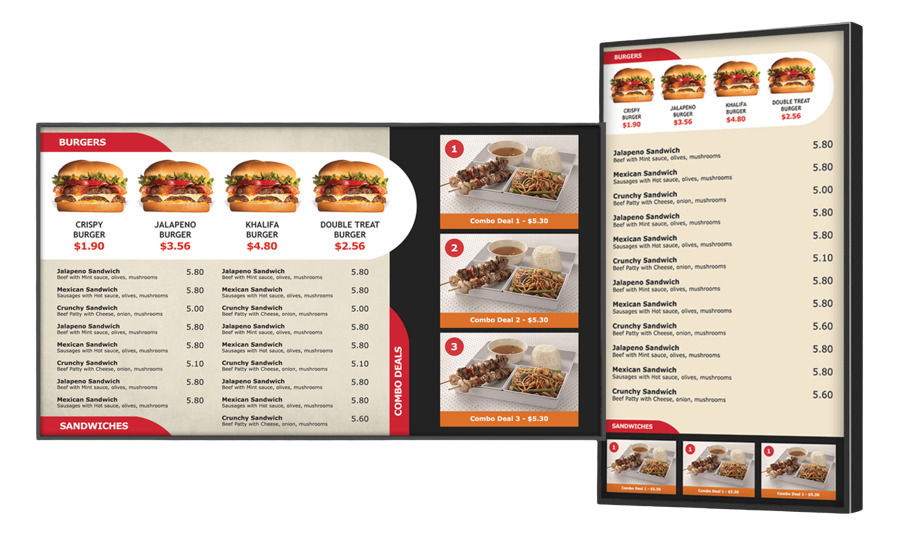 BURGERS
CRISPY
BURGER
$1.90
JALAPENO
BURGER
$3.56
KHALIFA
BURGER
$4.80
DOUBLE TREAT
BURGER
$2.56
Jalapeno Sandwich 5.80
Beef with Mint sauce, olives, mushrooms
Mexican Sandwich 5.80
Sausages with Hot sauce, olives, mushrooms
Crunchy Sandwich 5.00
Beef Patty with Cheese, onion, mushrooms
Jalapeno Sandwich 5.80
Beef with Mint sauce, olives, mushrooms
Mexican Sandwich 5.80
Sausages with Hot sauce, olives, mushrooms
Crunchy Sandwich 5.10
Beef Patty with Cheese, onion, mushrooms
Jalapeno Sandwich 5.80
Beef with Mint sauce, olives, mushrooms
Mexican Sandwich 5.80
Sausages with Hot sauce, olives, mushrooms
Jalapeno Sandwich 5.80
Beef with Mint sauce, olives, mushrooms
Mexican Sandwich 5.80
Sausages with Hot sauce, olives, mushrooms
Crunchy Sandwich 5.00
Beef Patty with Cheese, onion, mushrooms
Jalapeno Sandwich 5.80
Beef with Mint sauce, olives, mushrooms
Mexican Sandwich 5.80
Sausages with Hot sauce, olives, mushrooms
Crunchy Sandwich 5.10
Beef Patty with Cheese, onion, mushrooms
Jalapeno Sandwich 5.80
Beef with Mint sauce, olives, mushrooms
Mexican Sandwich 5.80
Sausages with Hot sauce, olives, mushrooms
Crunchy Sandwich 5.60
Beef Patty with Cheese, onion, mushrooms
SANDWICHES
COMBO DEALS
1
Combo Deal 1 - $5.30
2
Combo Deal 2 - $5.30
3
Combo Deal 3 - $5.30
BURGERS
CRISPY
BURGER
$1.90
JALAPENO
BURGER
$3.56
KHALIFA
BURGER
$4.80
DOUBLE TREAT
BURGER
$2.56
Jalapeno Sandwich 5.80
Beef with Mint sauce, olives, mushrooms
Mexican Sandwich 5.80
Sausages with Hot sauce, olives, mushrooms
Crunchy Sandwich 5.00
Beef Patty with Cheese, onion, mushrooms
Jalapeno Sandwich 5.80
Beef with Mint sauce, olives, mushrooms
Mexican Sandwich 5.80
Sausages with Hot sauce, olives, mushrooms
Crunchy Sandwich 5.10
Beef Patty with Cheese, onion, mushrooms
Jalapeno Sandwich 5.80
Beef with Mint sauce, olives, mushrooms
Mexican Sandwich 5.80
Sausages with Hot sauce, olives, mushrooms
Crunchy Sandwich 5.60
Beef Patty with Cheese, onion, mushrooms
Jalapeno Sandwich 5.80
Beef with Mint sauce, olives, mushrooms
Mexican Sandwich 5.80
Sausages with Hot sauce, olives, mushrooms
Crunchy Sandwich 5.60
Beef Patty with Cheese, onion, mushrooms
SANDWICHES
1
Combo Deal 1 - $5.30
1
Combo Deal 1 - $5.30
1
Combo Deal 1 - $5.30